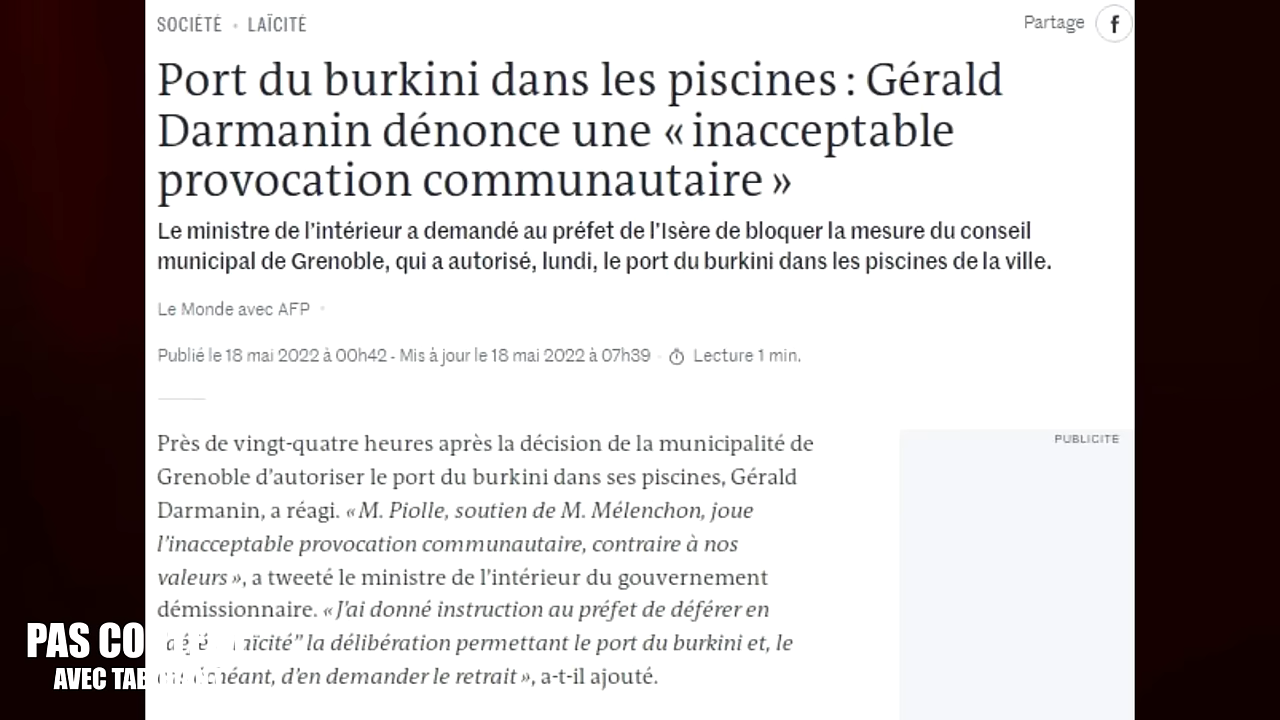 SOCIÉTÉ • LAÏCITÉ
Partage f
Port du burkini dans les piscines : Gérald
Darmanin dénonce une « inacceptable
provocation communautaire »
Le ministre de l’intérieur a demandé au préfet de l’Isère de bloquer la mesure du conseil
municipal de Grenoble, qui a autorisé, lundi, le port du burkini dans les piscines de la ville.
Le Monde avec AFP
Publié le 18 mai 2022 à 00h42 - Mis à jour le 18 mai 2022 à 07h39 · Lecture 1 min.
PUBLICITE
Près de vingt-quatre heures après la décision de la municipalité de
Grenoble d’autoriser le port du burkini dans ses piscines, Gérald
Darmanin, a réagi. « M. Piolle, soutien de M. Mélenchon, joue
l’inacceptable provocation communautaire, contraire à nos
valeurs », a tweeté le ministre de l’intérieur du gouvernement
démissionnaire. « J’ai donné instruction au préfet de déférer en
la délibération permettant le port du burkini et, le
d’en demander le retrait », a-t-il ajouté.
PAS
AVEC